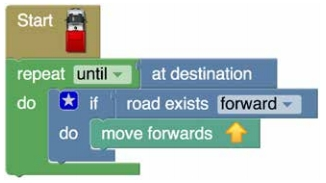 Start
repeat until at destination
do if road exists forward
do move forwards